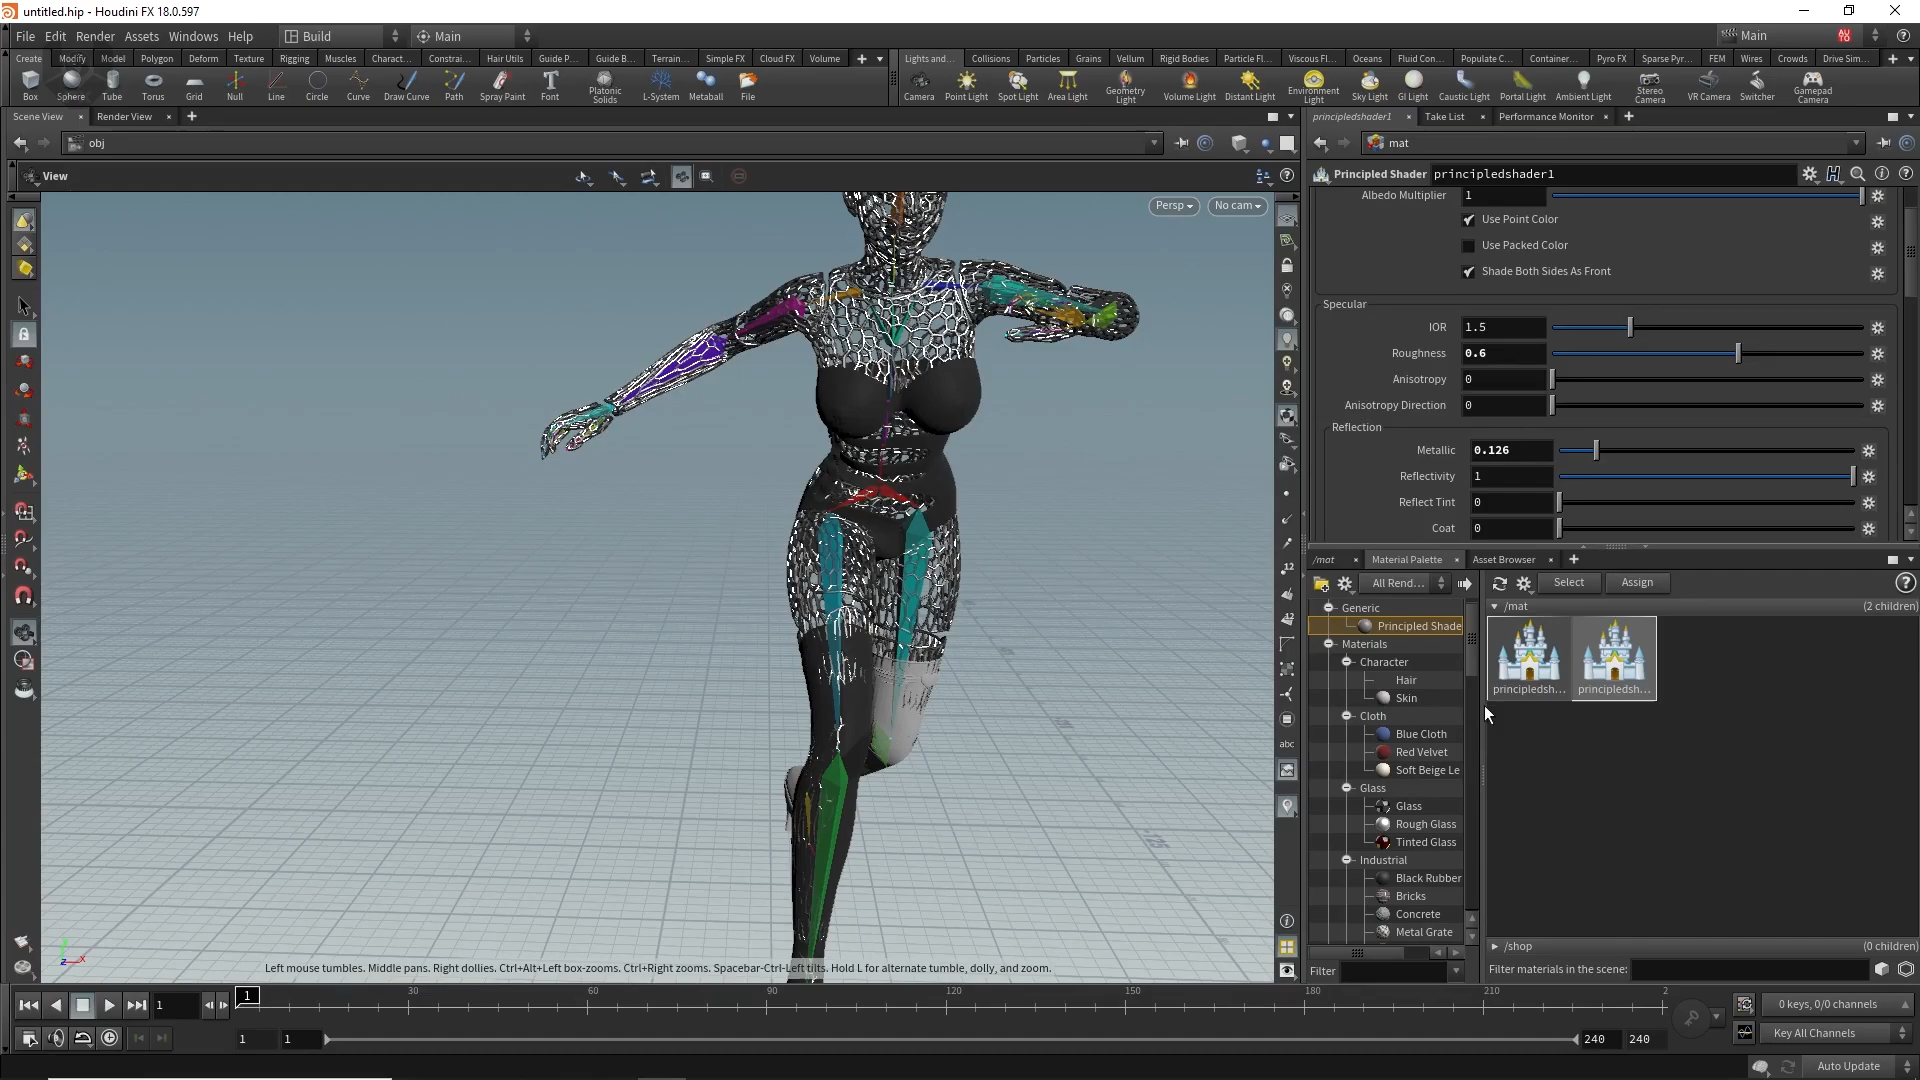 untitled.hip - Houdini FX 18.0.597
File Edit Render Assets Windows Help Build Main Main
Create Modify Model Polygon Deform Texture Rigging Muscles Charact... Constrai... Hair Utils Guide P... Guide B... Terrain... Simple FX Cloud FX Volume
Lights and... Collisions Particles Grains Vellum Rigid Bodies Particle Fl... Viscous Fl... Oceans Fluid Con... Populate C... Container... Pyro FX Sparse Pyr... FEM Wires Crowds Drive Sim...
Box Sphere Tube Torus Grid Null Line Circle Curve Draw Curve Path Spray Paint Font Platonic Solids L-System Metaball File
Camera Point Light Spot Light Area Light Geometry Light Volume Light Distant Light Environment Light Sky Light GI Light Caustic Light Portal Light Ambient Light Stereo Camera VR Camera Switcher Gamepad Camera
Scene View Render View
principledshader1 Take List Performance Monitor
obj
mat
View
Principled Shader principledshader1
Persp No cam
Albedo Multiplier 1
Use Point Color
Use Packed Color
Shade Both Sides As Front
Specular
IOR 1.5
Roughness 0.6
Anisotropy 0
Anisotropy Direction 0
Reflection
Metallic 0.126
Reflectivity 1
Reflect Tint 0
Coat 0
/mat Material Palette Asset Browser
All Rend... Select Assign
Generic
Principled Shade
Materials
Character
Hair
Skin
Cloth
Blue Cloth
Red Velvet
Soft Beige Le
Glass
Glass
Rough Glass
Tinted Glass
Industrial
Black Rubber
Bricks
Concrete
Metal Grate
Filter
/mat (2 children)
principledsh... principledsh...
/shop (0 children)
Filter materials in the scene:
12
12
abc
Left mouse tumbles. Middle pans. Right dollies. Ctrl+Alt+Left box-zooms. Ctrl+Right zooms. Spacebar-Ctrl-Left tilts. Hold L for alternate tumble, dolly, and zoom.
1 1 30 60 90 120 150 180 210 2
0 keys, 0/0 channels
1 1 240 240
Key All Channels
Auto Update